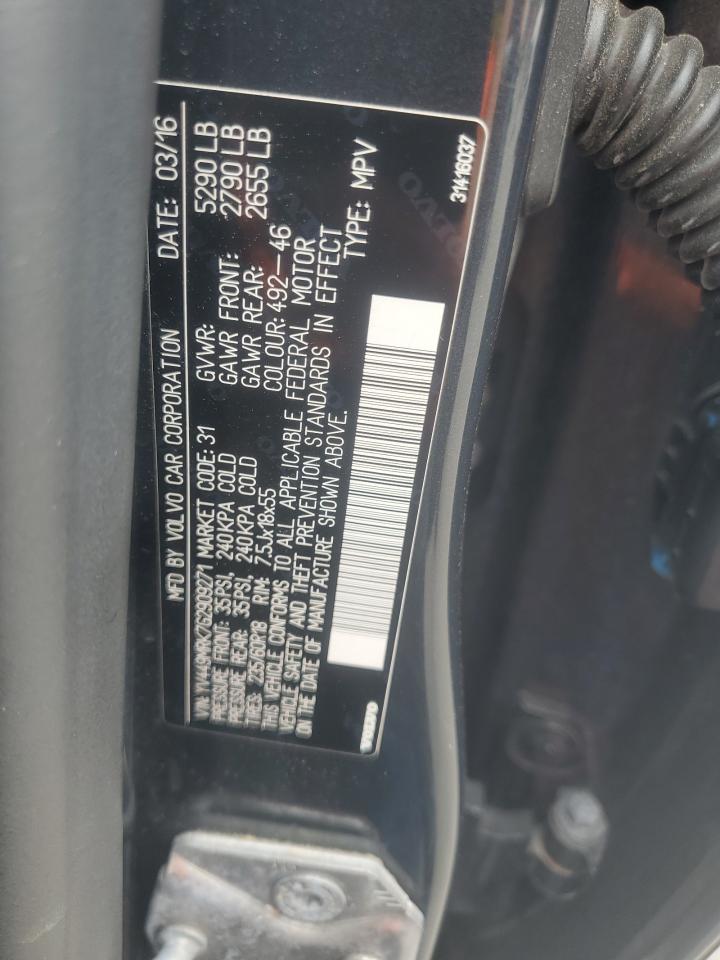 MFD BY VOLVO CAR CORPORATION DATE: 03/16
VIN: YV449MRK7G2909271 MARKET CODE: 31 GVWR: 5290 LB
PRESSURE FRONT: 35PSI, 240KPA COLD GAWR FRONT: 2790 LB
PRESSURE REAR: 35PSI, 240KPA COLD GAWR REAR: 2655 LB
TIRES: 235/60R18 RIM: 7.5Jx18x55 COLOUR: 492-46
THIS VEHICLE CONFORMS TO ALL APPLICABLE FEDERAL MOTOR
VEHICLE SAFETY AND THEFT PREVENTION STANDARDS IN EFFECT
ON THE DATE OF MANUFACTURE SHOWN ABOVE. TYPE: MPV
VOLVO 31416037